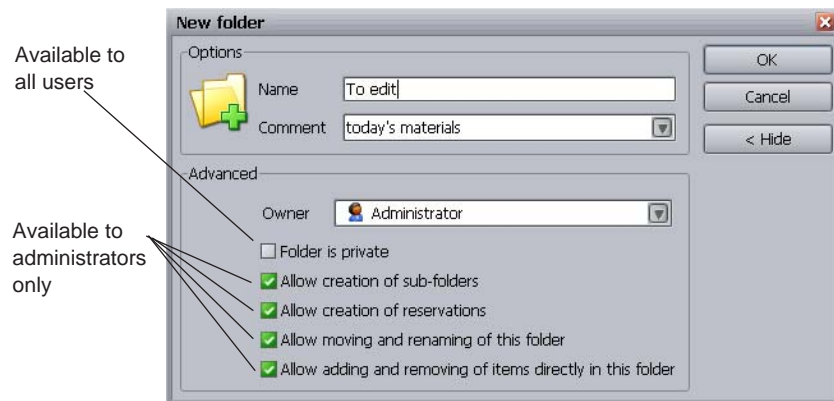 New folder
Available to
all users
Options
Name
To edit
Comment
today's materials
OK
Cancel
< Hide
Advanced
Owner
Administrator
Available to
administrators
only
Folder is private
Allow creation of sub-folders
Allow creation of reservations
Allow moving and renaming of this folder
Allow adding and removing of items directly in this folder